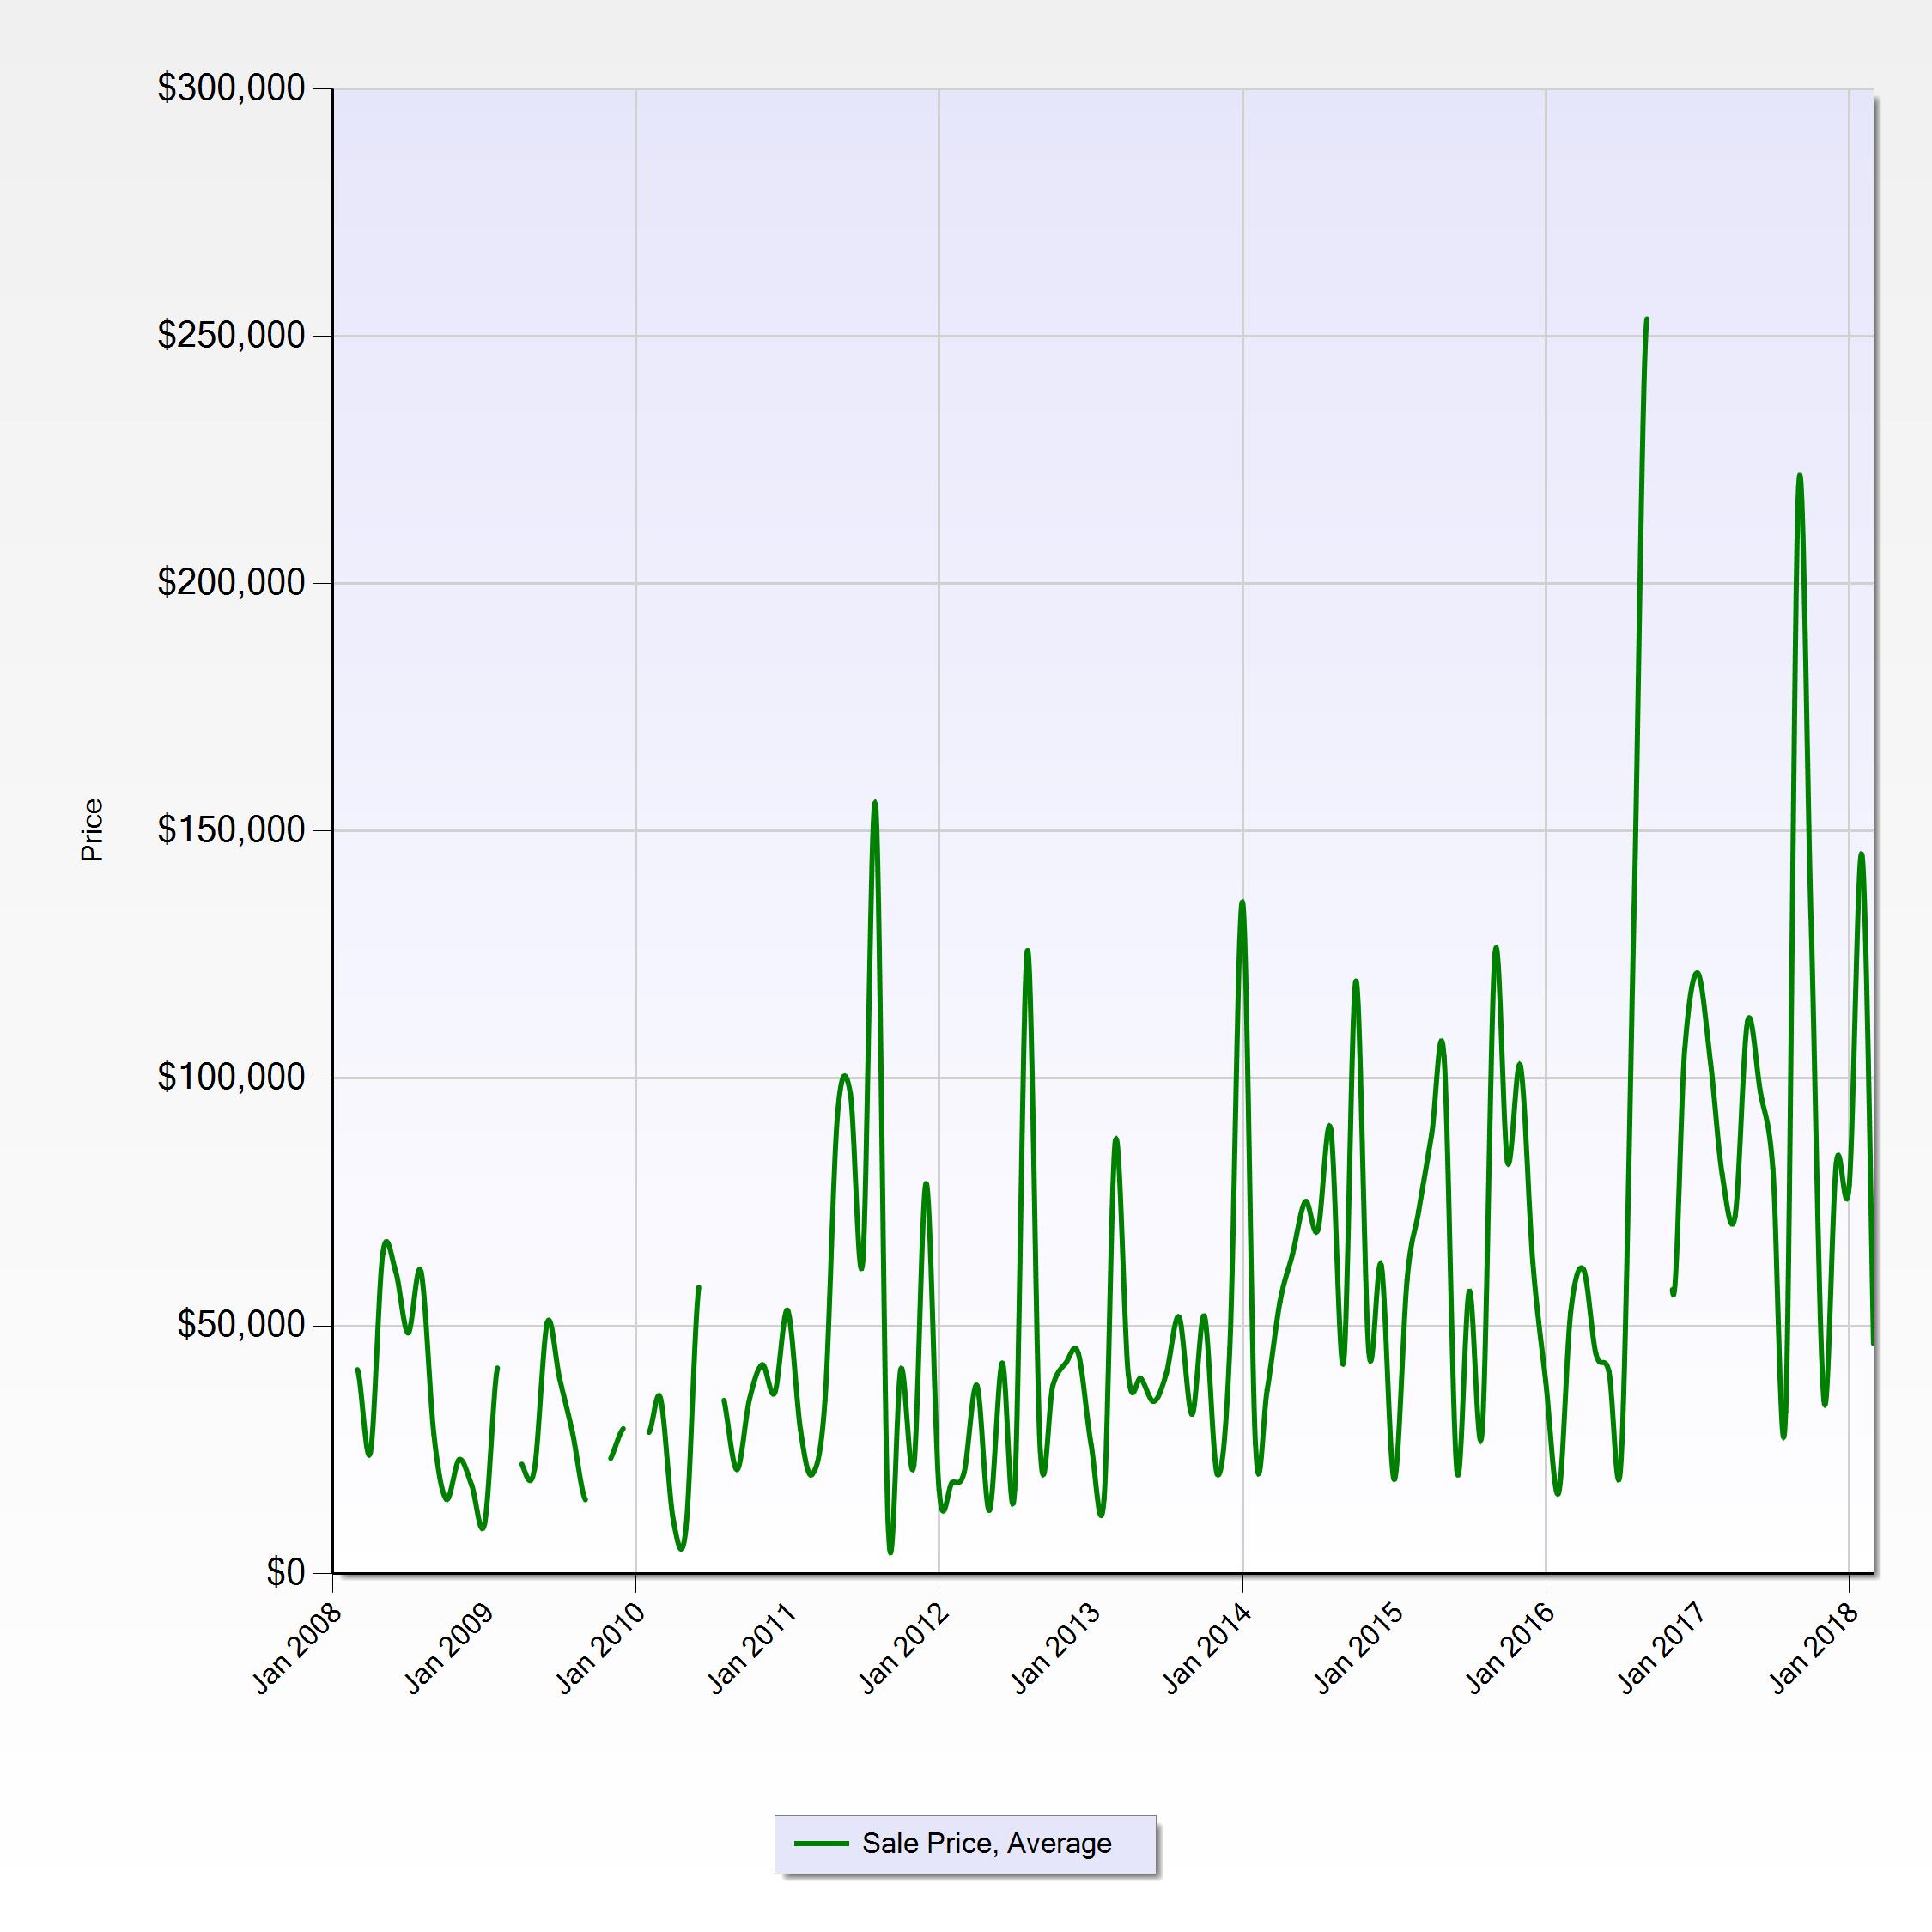 $300,000
$250,000
$200,000
$150,000
$100,000
$50,000
$0
Price
Jan 2008
Jan 2009
Jan 2010
Jan 2011
Jan 2012
Jan 2013
Jan 2014
Jan 2015
Jan 2016
Jan 2017
Jan 2018
Sale Price, Average